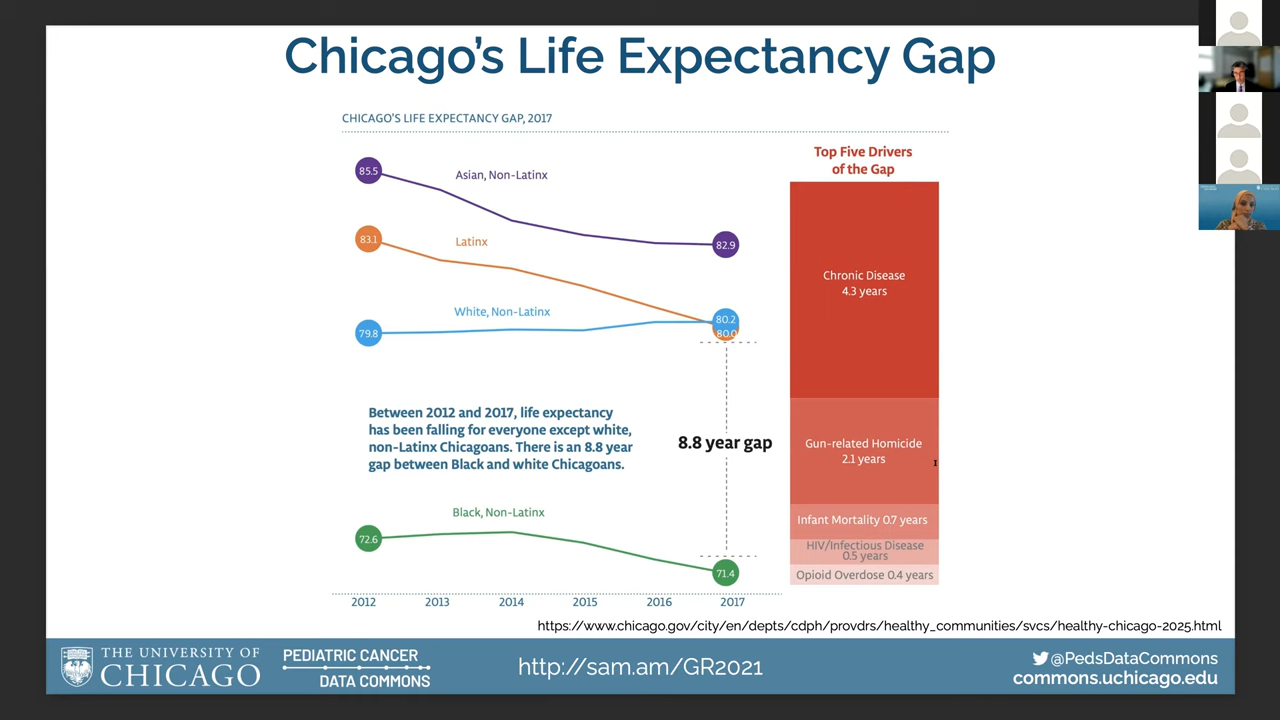 Chicago's Life Expectancy Gap
CHICAGO'S LIFE EXPECTANCY GAP, 2017
Top Five Drivers
of the Gap
85.5
Asian, Non-Latinx
82.9
83.1
Latinx
White, Non-Latinx
79.8
80.2
80.0
Chronic Disease
4.3 years
Between 2012 and 2017, life expectancy
has been falling for everyone except white,
non-Latinx Chicagoans. There is an 8.8 year
gap between Black and white Chicagoans.
8.8 year gap
Gun-related Homicide
2.1 years
Black, Non-Latinx
72.6
71.4
Infant Mortality 0.7 years
HIV/Infectious Disease
0.5 years
Opioid Overdose 0.4 years
2012 2013 2014 2015 2016 2017
https://www.chicago.gov/city/en/depts/cdph/provdrs/healthy_communities/svcs/healthy-chicago-2025.html
THE UNIVERSITY OF
CHICAGO
PEDIATRIC CANCER
DATA COMMONS
http://sam.am/GR2021
@PedsDataCommons
commons.uchicago.edu